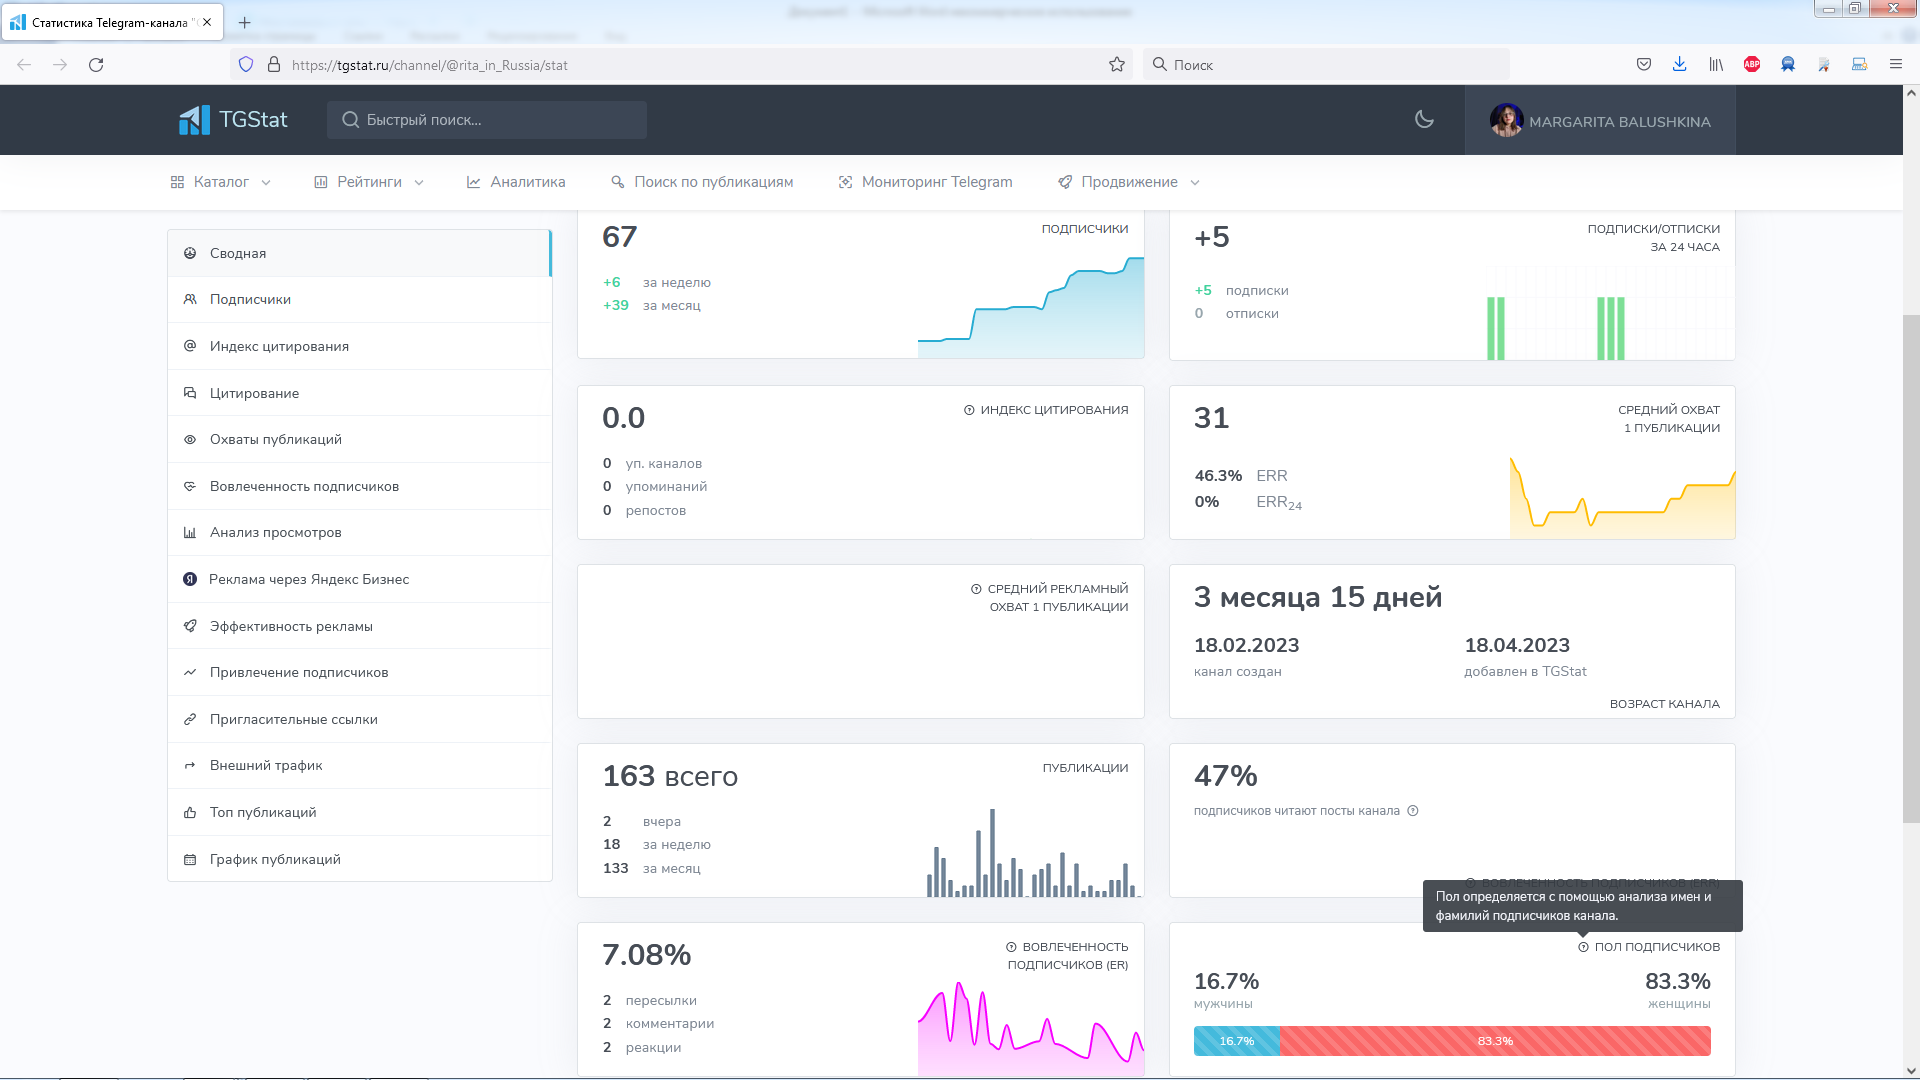 Статистика Telegram-канала "
https://tgstat.ru/channel/@rita_in_Russia/stat
Поиск
ABP
TGStat
Быстрый поиск...
MARGARITA BALUSHKINA
Каталог
Рейтинги
Аналитика
Поиск по публикациям
Мониторинг Telegram
Продвижение
Сводная
Подписчики
Индекс цитирования
Цитирование
Охваты публикаций
Вовлеченность подписчиков
Анализ просмотров
Я Реклама через Яндекс Бизнес
Эффективность рекламы
Привлечение подписчиков
Пригласительные ссылки
Внешний трафик
Топ публикаций
График публикаций
67
ПОДПИСЧИКИ
+6 за неделю
+39 за месяц
+5
ПОДПИСКИ/ОТПИСКИ
ЗА 24 ЧАСА
+5 подписки
0 отписки
0.0
ИНДЕКС ЦИТИРОВАНИЯ
0 уп. каналов
0 упоминаний
0 репостов
31
СРЕДНИЙ ОХВАТ
1 ПУБЛИКАЦИИ
46.3% ERR
0% ERR24
СРЕДНИЙ РЕКЛАМНЫЙ
ОХВАТ 1 ПУБЛИКАЦИИ
3 месяца 15 дней
18.02.2023
канал создан
18.04.2023
добавлен в TGStat
ВОЗРАСТ КАНАЛА
163 всего
ПУБЛИКАЦИИ
2 вчера
18 за неделю
133 за месяц
47%
подписчиков читают посты канала
ВОВЛЕЧЕННОСТЬ ПОДПИСЧИКОВ (ERR)
Пол определяется с помощью анализа имен и
фамилий подписчиков канала.
7.08%
ВОВЛЕЧЕННОСТЬ
ПОДПИСЧИКОВ (ER)
2 пересылки
2 комментарии
2 реакции
ПОЛ ПОДПИСЧИКОВ
16.7%
мужчины
83.3%
женщины
16.7%
83.3%